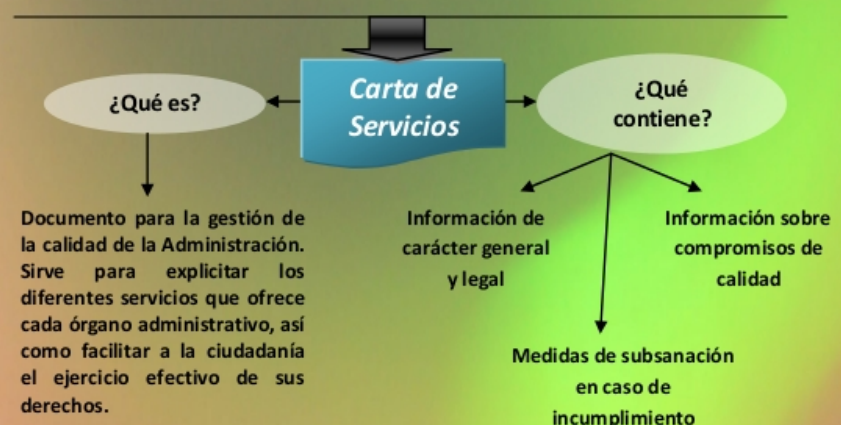 Carta de
Servicios
¿Qué es?
¿Qué
contiene?
Documento para la gestión de
la calidad de la Administración.
Sirve para explicitar los
diferentes servicios que ofrece
cada órgano administrativo, así
como facilitar a la ciudadanía
el ejercicio efectivo de sus
derechos.
Información de
carácter general
y legal
Información sobre
compromisos de
calidad
Medidas de subsanación
en caso de
incumplimiento